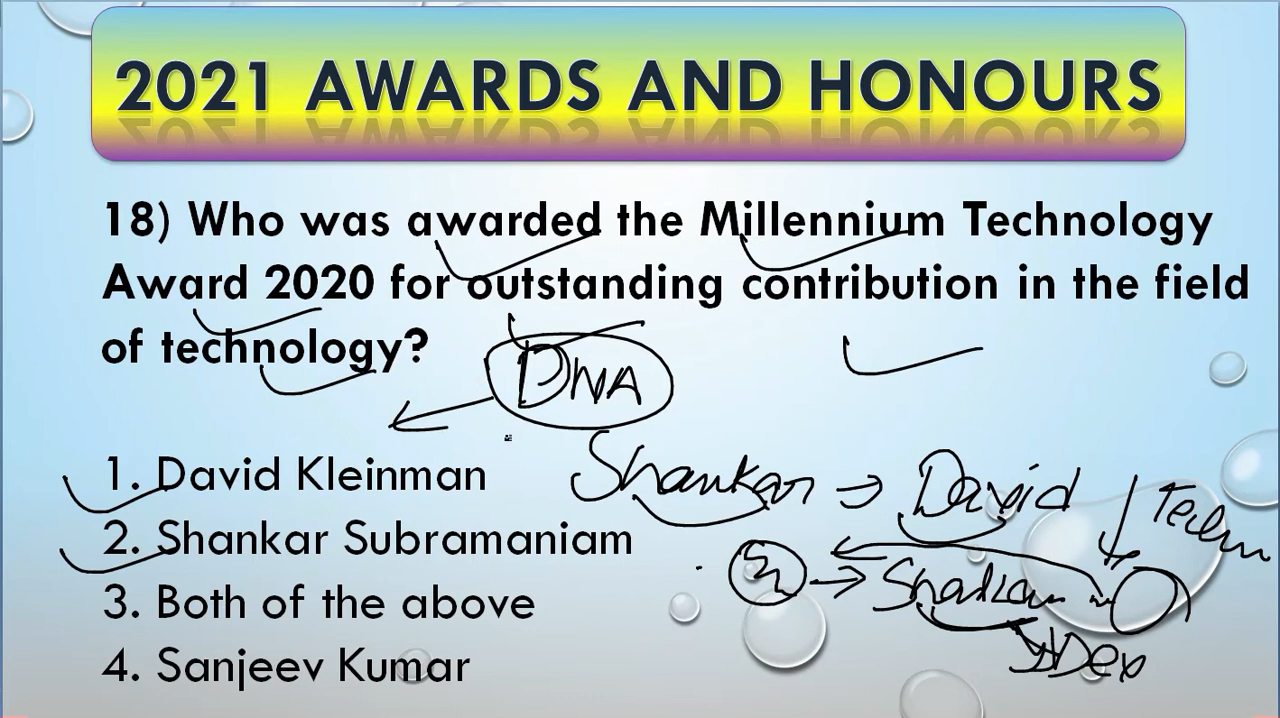 2021 AWARDS AND HONOURS
18) Who was awarded the Millennium Technology
Award 2020 for outstanding contribution in the field
of technology?
DNA
1. David Kleinman
Shankar → David
2. Shankar Subramaniam
3. Both of the above
4. Sanjeev Kumar